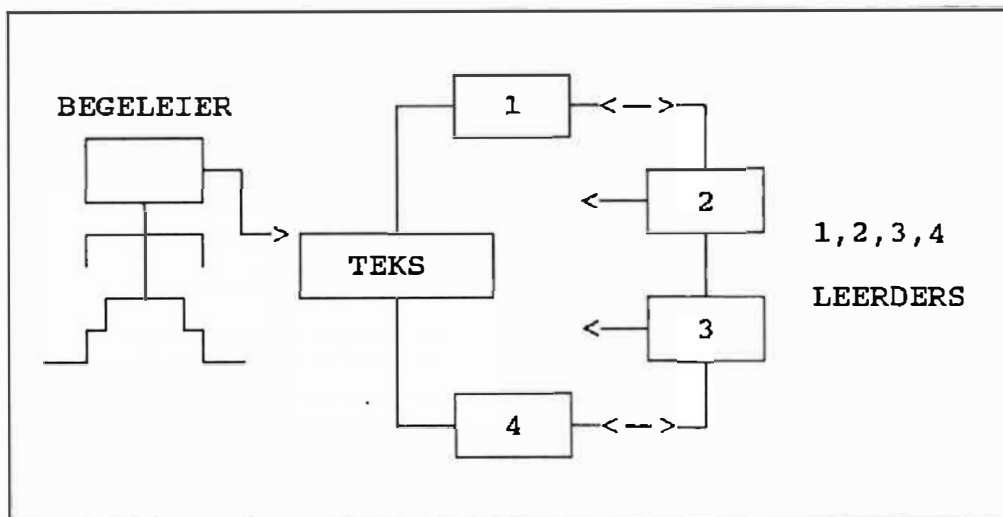 BEGELEIER
1
2
1,2,3,4
TEKS
LEERDERS
3
4